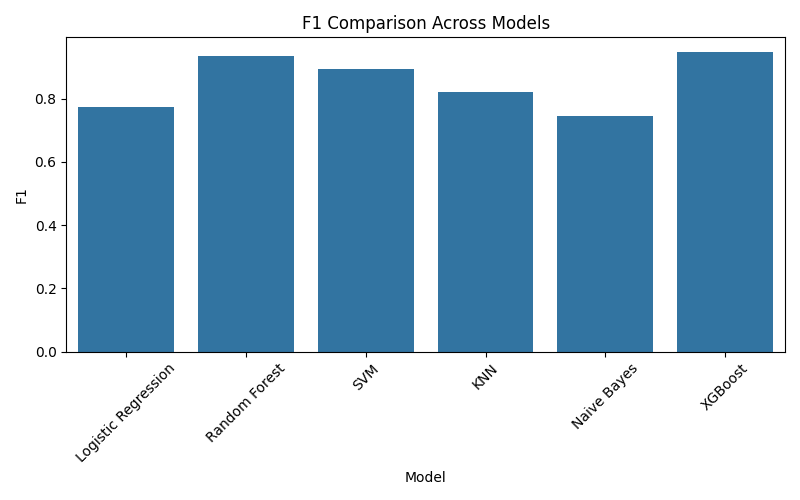 F1 Comparison Across Models
F1
0.8
0.6
0.4
0.2
0.0
Logistic Regression
Random Forest
SVM
KNN
Naive Bayes
XGBoost
Model